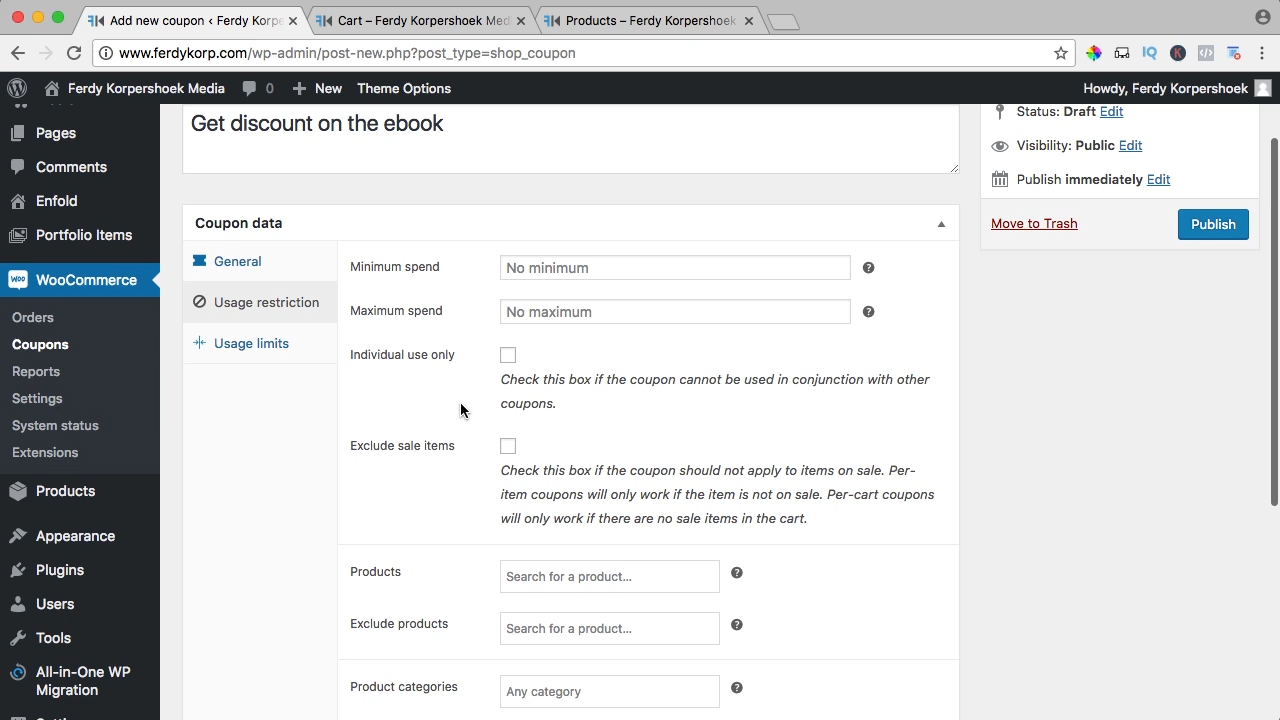 Add new coupon ‹ Ferdy Korpe
Cart – Ferdy Korpershoek Med
Products – Ferdy Korpershoek
www.ferdykorp.com/wp-admin/post-new.php?post_type=shop_coupon
Ferdy Korpershoek Media
0
New
Theme Options
Howdy, Ferdy Korpershoek
Pages
Comments
Enfold
Portfolio Items
WooCommerce
Orders
Coupons
Reports
Settings
System status
Extensions
Products
Appearance
Plugins
Users
Tools
All-in-One WP
Migration
Get discount on the ebook
Coupon data
General
Usage restriction
Usage limits
Minimum spend
No minimum
Maximum spend
No maximum
Individual use only
Check this box if the coupon cannot be used in conjunction with other
coupons.
Exclude sale items
Check this box if the coupon should not apply to items on sale. Per-
item coupons will only work if the item is not on sale. Per-cart coupons
will only work if there are no sale items in the cart.
Products
Search for a product...
Exclude products
Search for a product...
Product categories
Any category
Status: Draft Edit
Visibility: Public Edit
Publish immediately Edit
Move to Trash
Publish